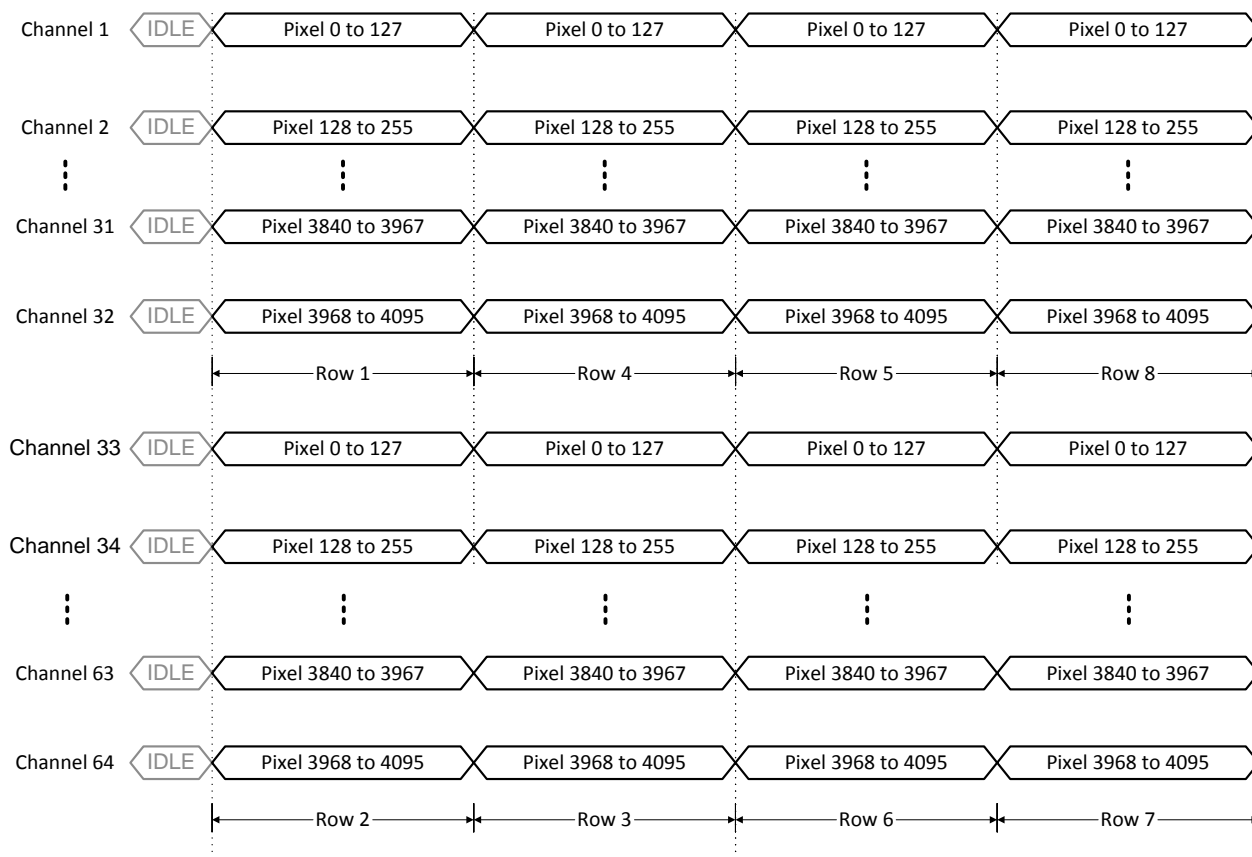 Channel 1 IDLE Pixel 0 to 127 Pixel 0 to 127 Pixel 0 to 127 Pixel 0 to 127
Channel 2 IDLE Pixel 128 to 255 Pixel 128 to 255 Pixel 128 to 255 Pixel 128 to 255
Channel 31 IDLE Pixel 3840 to 3967 Pixel 3840 to 3967 Pixel 3840 to 3967 Pixel 3840 to 3967
Channel 32 IDLE Pixel 3968 to 4095 Pixel 3968 to 4095 Pixel 3968 to 4095 Pixel 3968 to 4095
Row 1 Row 4 Row 5 Row 8
Channel 33 IDLE Pixel 0 to 127 Pixel 0 to 127 Pixel 0 to 127 Pixel 0 to 127
Channel 34 IDLE Pixel 128 to 255 Pixel 128 to 255 Pixel 128 to 255 Pixel 128 to 255
Channel 63 IDLE Pixel 3840 to 3967 Pixel 3840 to 3967 Pixel 3840 to 3967 Pixel 3840 to 3967
Channel 64 IDLE Pixel 3968 to 4095 Pixel 3968 to 4095 Pixel 3968 to 4095 Pixel 3968 to 4095
Row 2 Row 3 Row 6 Row 7